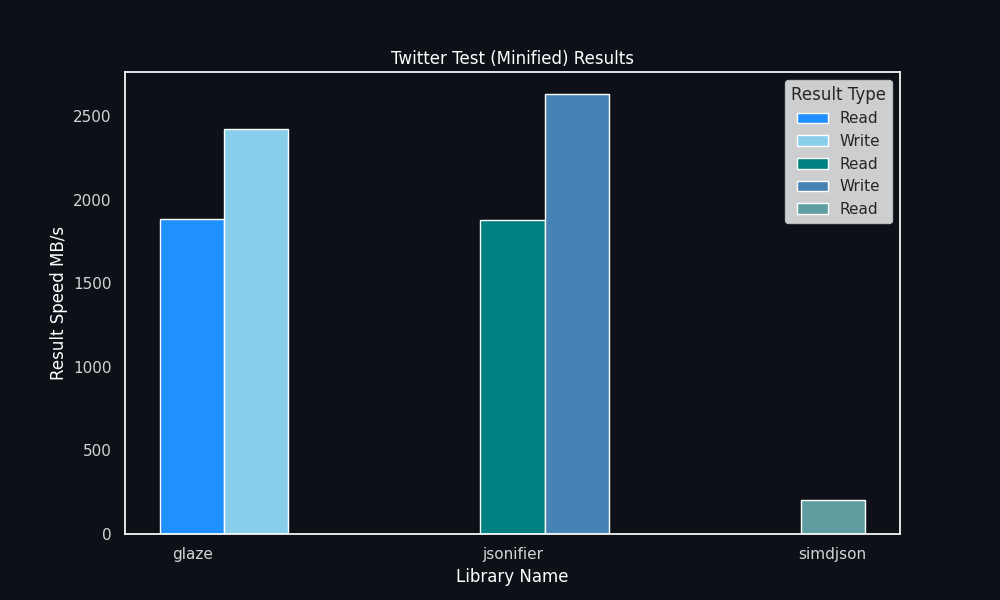 Twitter Test (Minified) Results
Result Type
Read
Write
Read
Write
Read
Result Speed MB/s
2500
2000
1500
1000
500
0
glaze
jsonifier
simdjson
Library Name